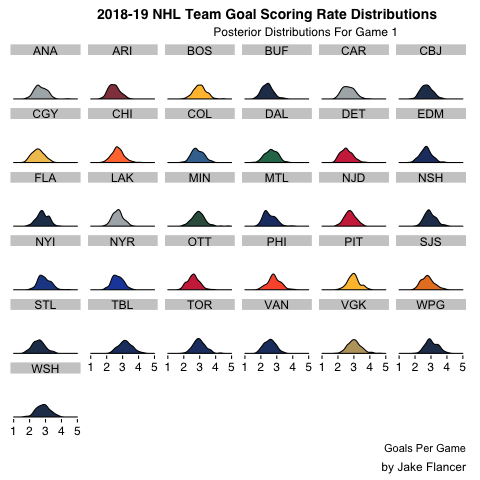 2018-19 NHL Team Goal Scoring Rate Distributions
Posterior Distributions For Game 1
ANA ARI BOS BUF CAR CBJ
CGY CHI COL DAL DET EDM
FLA LAK MIN MTL NJD NSH
NYI NYR OTT PHI PIT SJS
STL TBL TOR VAN VGK WPG
WSH 1 2 3 4 5 1 2 3 4 5 1 2 3 4 5 1 2 3 4 5 1 2 3 4 5
1 2 3 4 5
Goals Per Game
by Jake Flancer